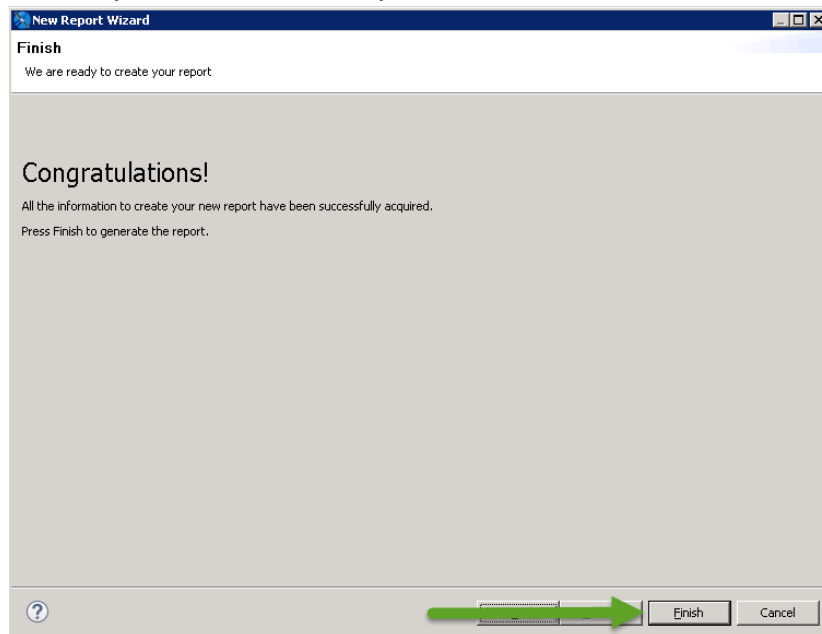 New Report Wizard
Finish
We are ready to create your report
Congratulations!
All the information to create your new report have been successfully acquired.
Press Finish to generate the report.
?
Finish Cancel